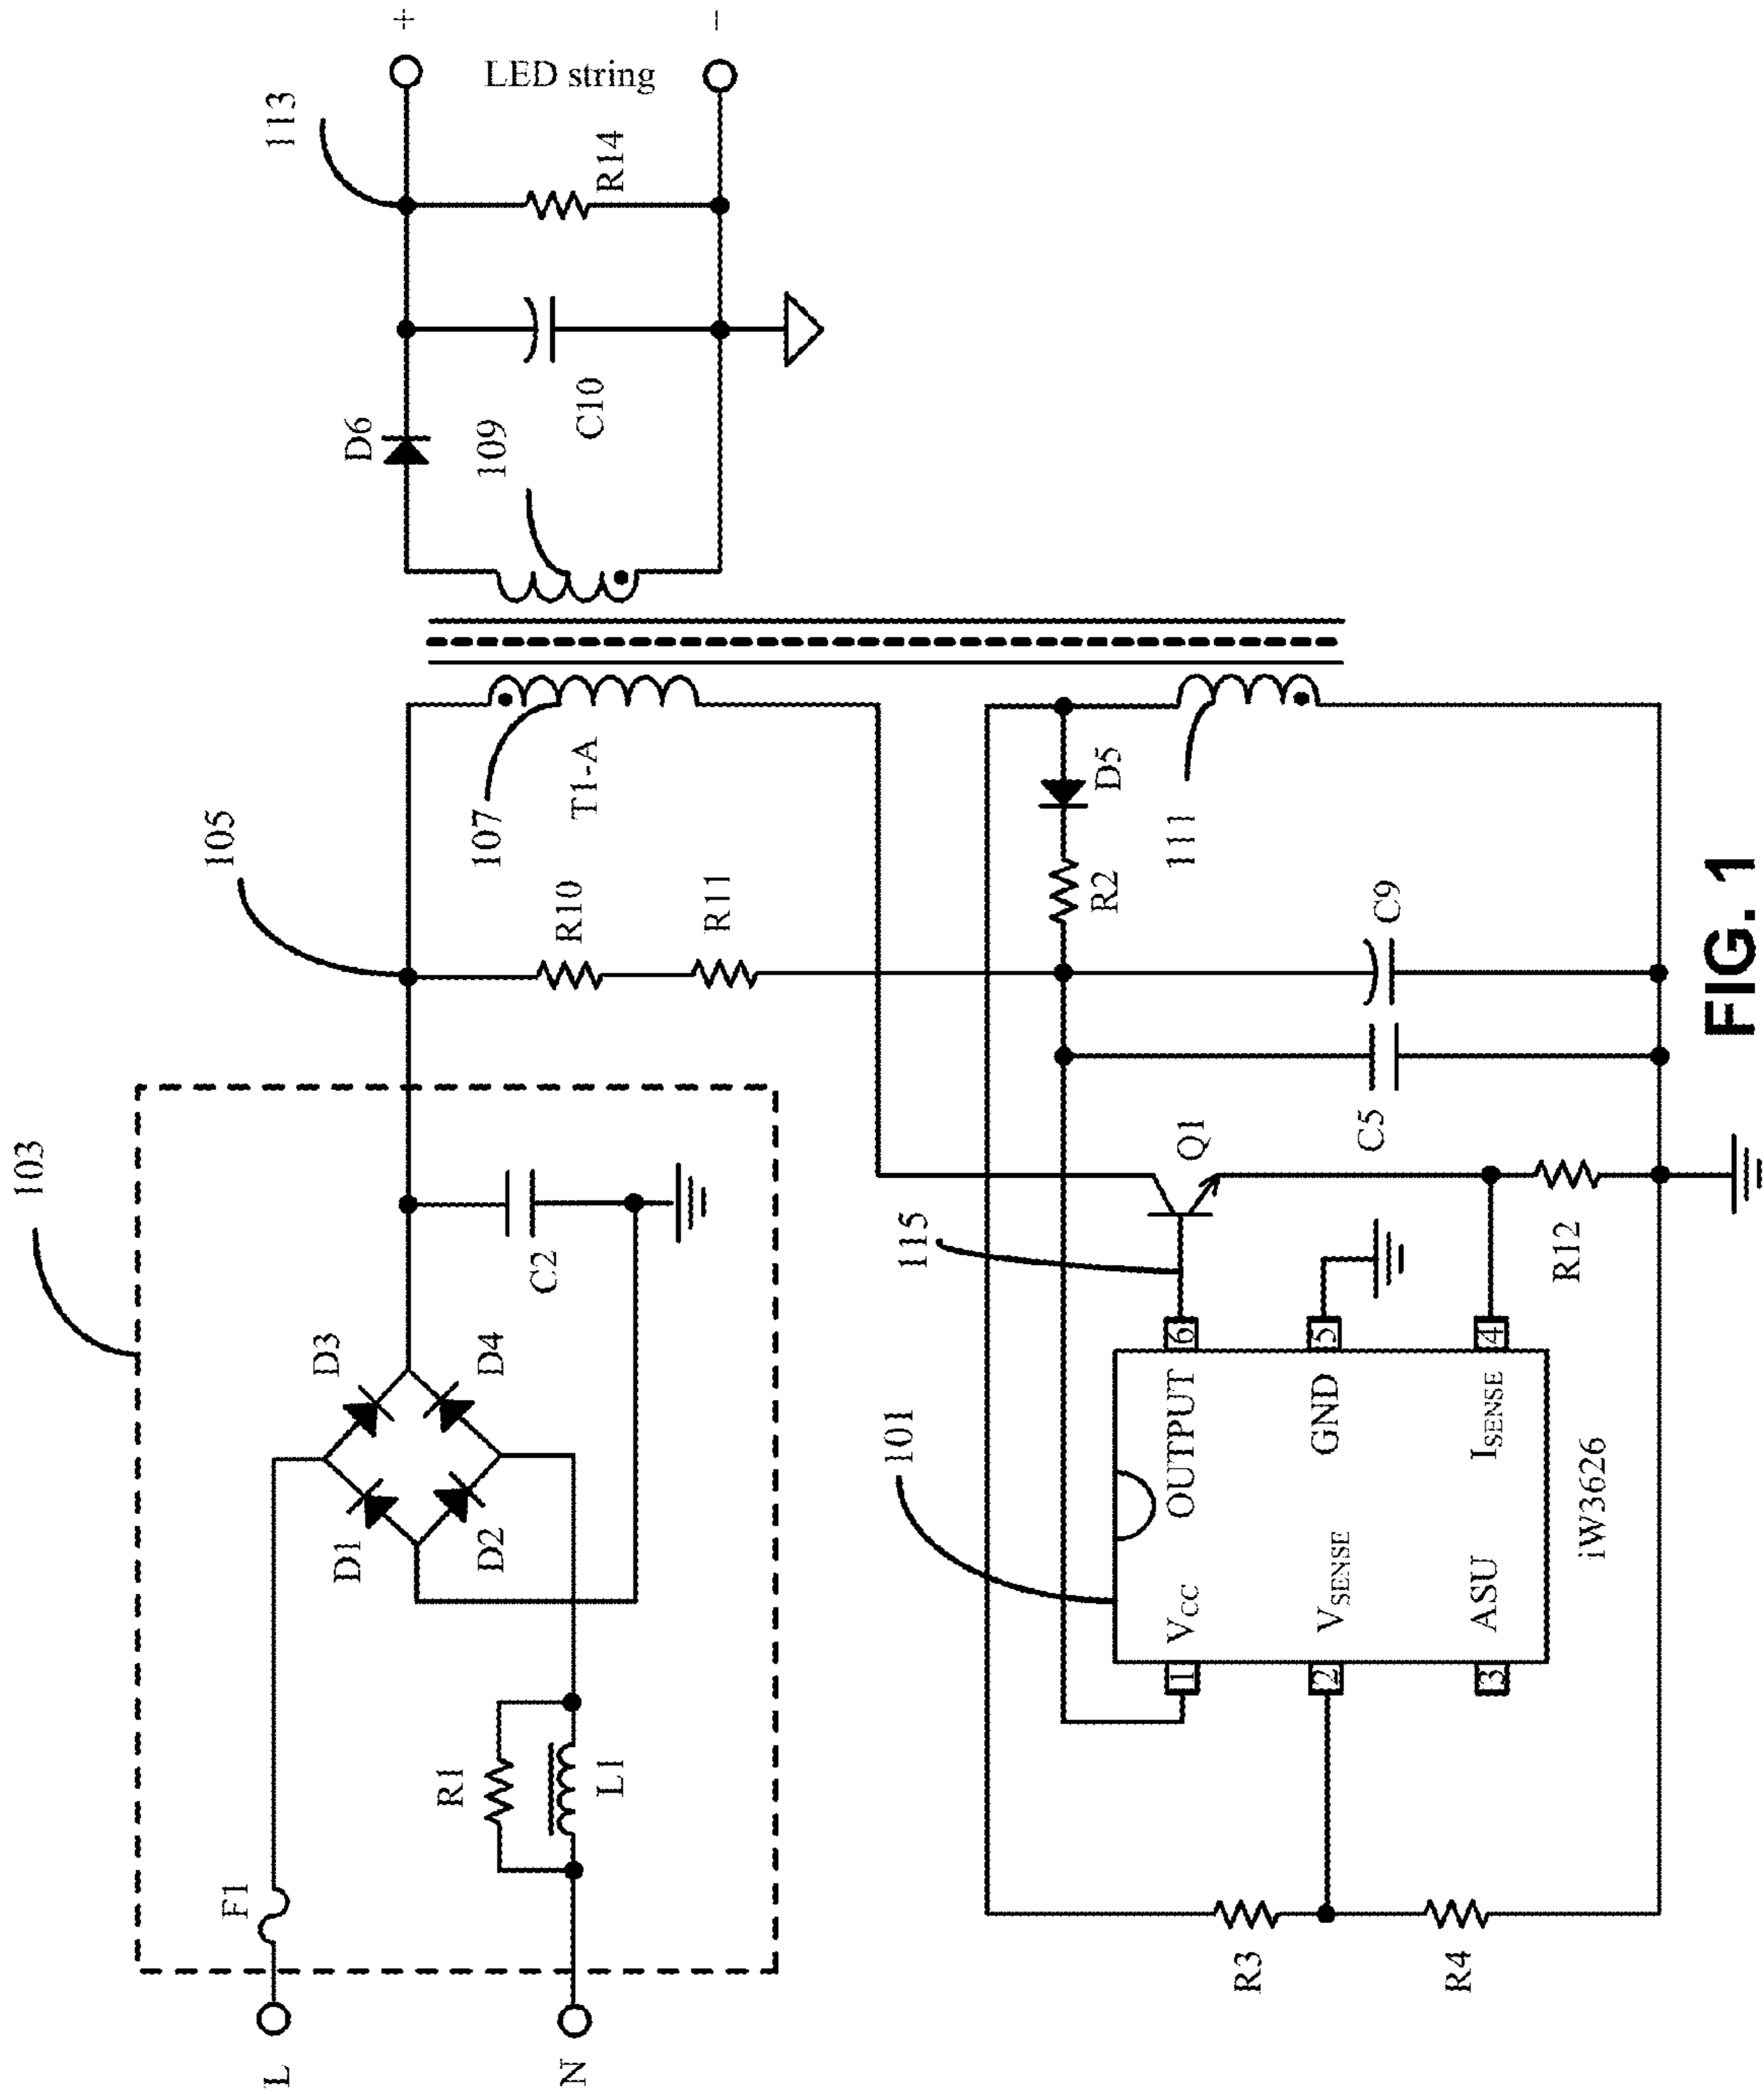 103
105
113
L
F1
D3
D1
D4
D2
N
R1
L1
C2
R10
R11
107
T1-A
D6
109
C10
R14
+
LED string
−
101
115
Q1
D5
R2
111
C5
C9
R3
R4
R12
1
2
3
6
5
4
VCC
VSENSE
ASU
OUTPUT
GND
ISENSE
iW3626
FIG. 1